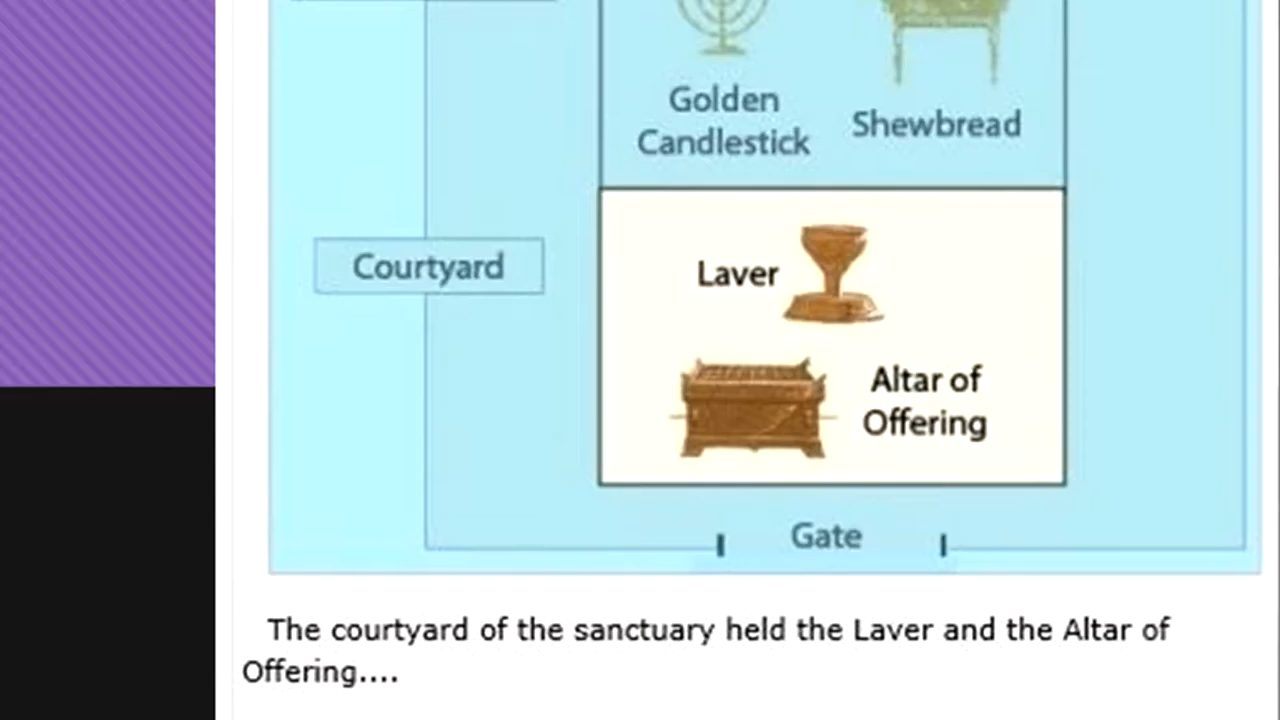 Golden
Candlestick
Shewbread
Courtyard
Laver
Altar of
Offering
Gate
The courtyard of the sanctuary held the Laver and the Altar of
Offering....